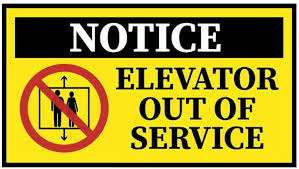 NOTICE
ELEVATOR
OUT OF
SERVICE